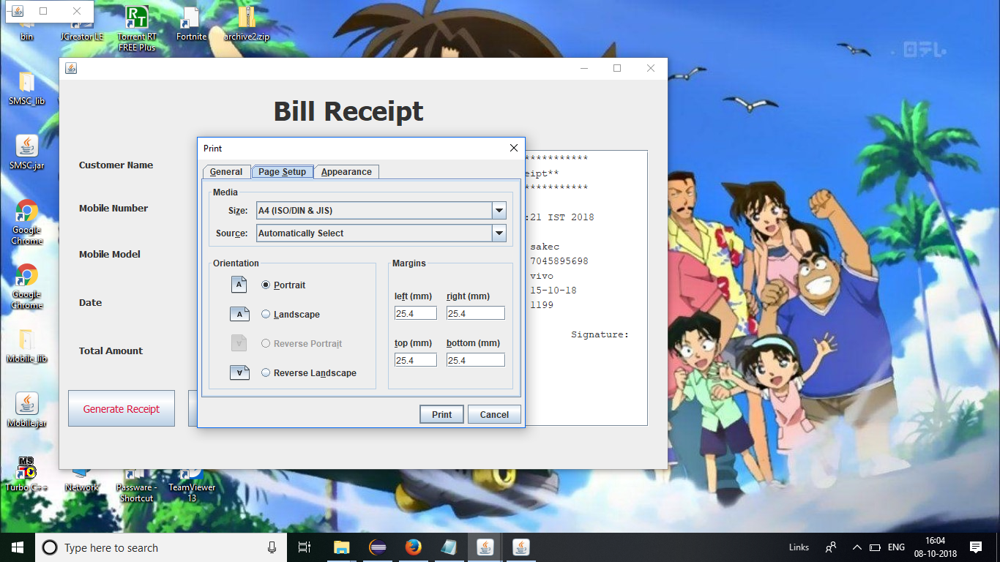 bin
JCreator LE
Torrent RT
FREE Plus
Fortnite
archive2.zip
日テレ
SMSC_lib
SMSC.jar
Google
Chrome
Google
Chrome
Mobile_lib
Mobile.jar
Turbo C++
Network
Passware -
Shortcut
TeamViewer
13
Bill Receipt
Customer Name
Mobile Number
Mobile Model
Date
Total Amount
Generate Receipt
***********
eipt**
***********
:21 IST 2018
sakec
7045895698
vivo
15-10-18
1199
Signature:
Print
General
Page Setup
Appearance
Media
Size:
A4 (ISO/DIN & JIS)
Source:
Automatically Select
Orientation
A Portrait
A Landscape
A Reverse Portrait
A Reverse Landscape
Margins
left (mm) right (mm)
25.4 25.4
top (mm) bottom (mm)
25.4 25.4
Print Cancel
Type here to search
Links
ENG
16:04
08-10-2018